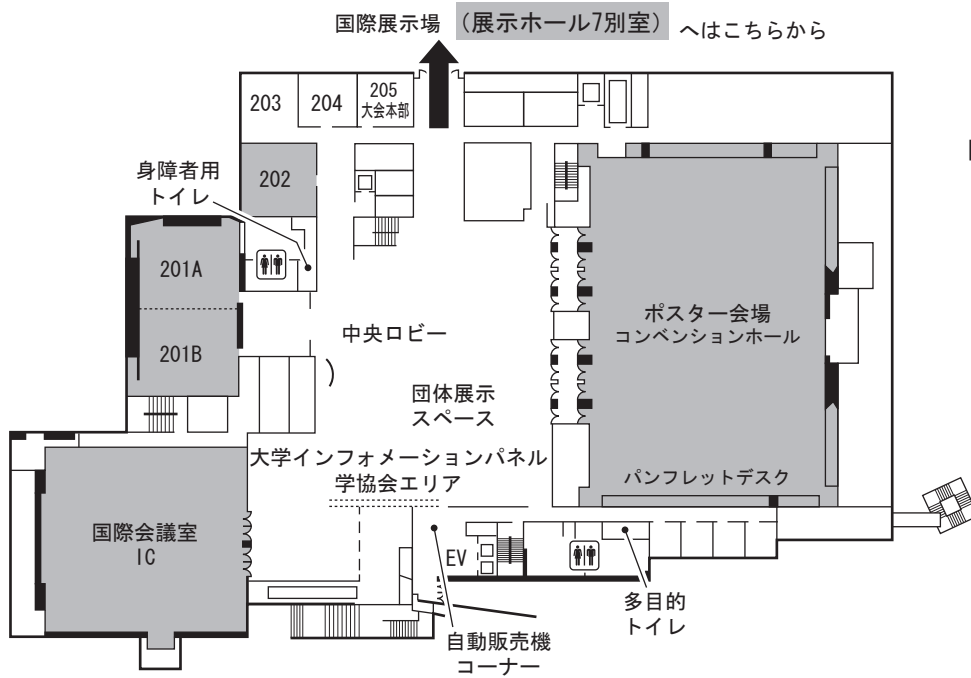 国際展示場 (展示ホール7別室) へはこちらから
203
204
205
大会本部
202
身障者用
トイレ
201A
201B
中央ロビー
ポスター会場
コンベンションホール
団体展示
スペース
大学インフォメーションパネル
学協会エリア
パンフレットデスク
国際会議室
IC
EV
多目的
トイレ
自動販売機
コーナー